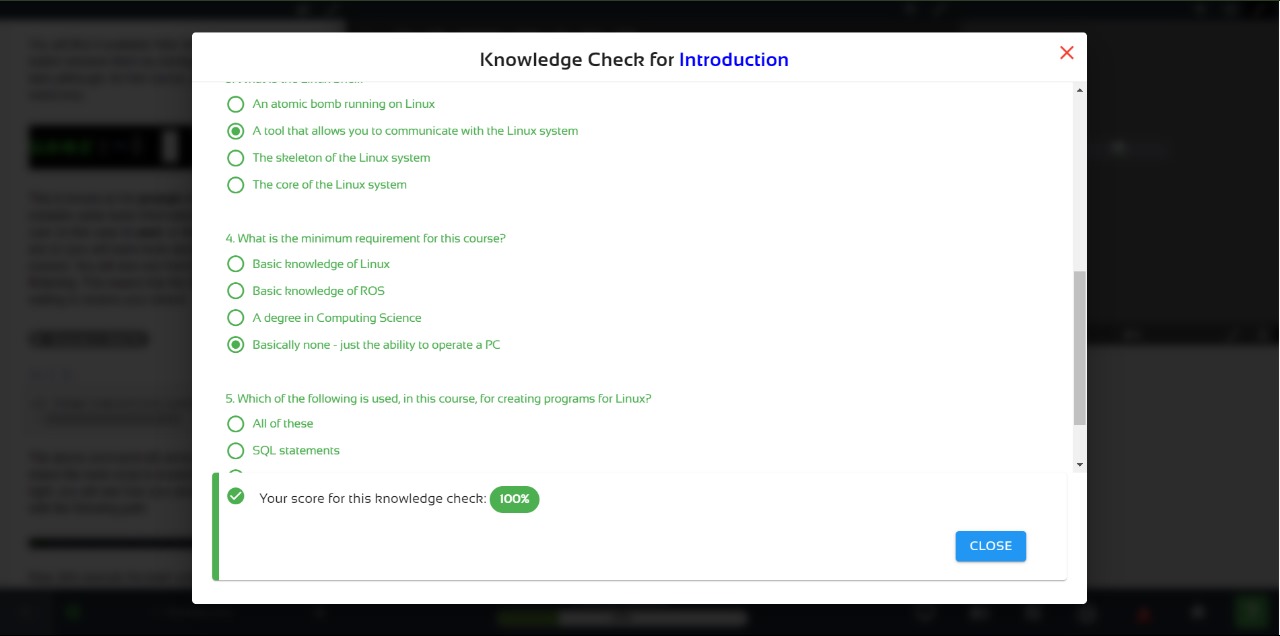 Knowledge Check for Introduction
An atomic bomb running on Linux
A tool that allows you to communicate with the Linux system
The skeleton of the Linux system
The core of the Linux system
4. What is the minimum requirement for this course?
Basic knowledge of Linux
Basic knowledge of ROS
A degree in Computing Science
Basically none - just the ability to operate a PC
5. Which of the following is used, in this course, for creating programs for Linux?
All of these
SQL statements
Your score for this knowledge check: 100%
CLOSE